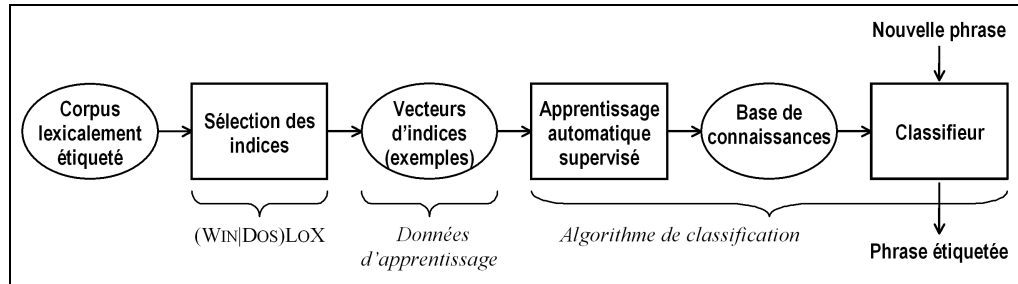 Nouvelle phrase
Corpus
lexicalement
étiqueté
Sélection des
indices
Vecteurs
d'indices
(exemples)
Apprentissage
automatique
supervisé
Base de
connaissances
Classifieur
(WIN|DOS)LOX
Données
d'apprentissage
Algorithme de classification
Phrase étiquetée